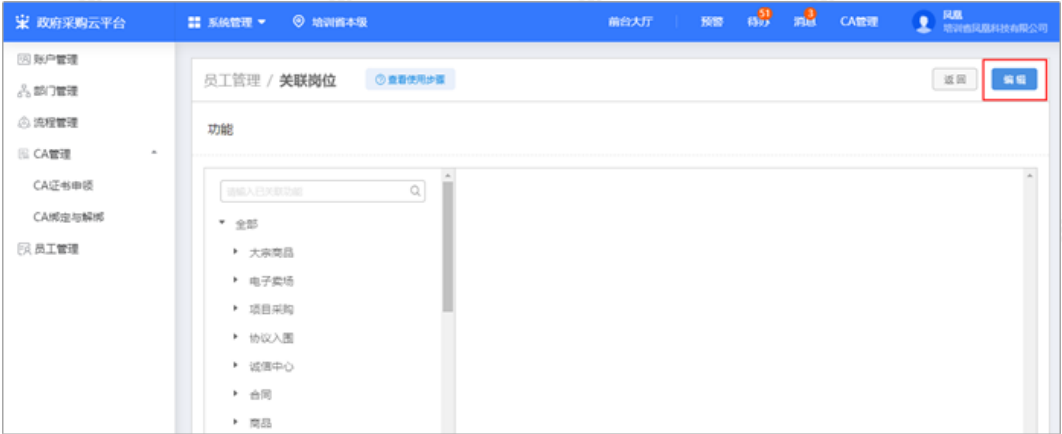 政府采购云平台 系统管理 培训省本级 前台大厅 预警 待办 51 消息 3 CA管理 凤凰
培训省凤凰科技有限公司
账户管理
部门管理
流程管理
CA管理
CA证书申领
CA绑定与解绑
员工管理
员工管理 / 关联岗位 查看使用步骤 返回 编辑
功能
请输入已关联功能
全部
大宗商品
电子卖场
项目采购
协议入围
诚信中心
合同
商品